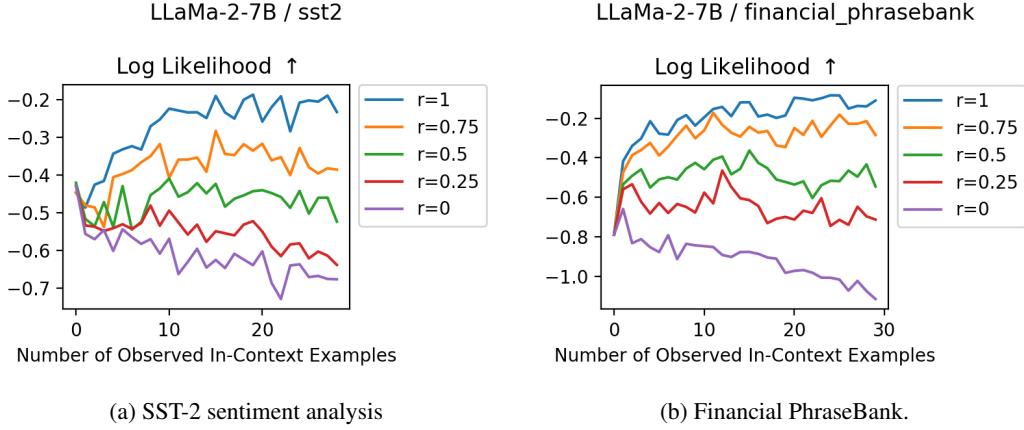 LLaMa-2-7B / sst2
Log Likelihood ↑
−0.2
−0.3
−0.4
−0.5
−0.6
−0.7
0
10
20
Number of Observed In-Context Examples
r=1
r=0.75
r=0.5
r=0.25
r=0
(a) SST-2 sentiment analysis
LLaMa-2-7B / financial_phrasebank
Log Likelihood ↑
−0.2
−0.4
−0.6
−0.8
−1.0
0
10
20
30
Number of Observed In-Context Examples
r=1
r=0.75
r=0.5
r=0.25
r=0
(b) Financial PhraseBank.